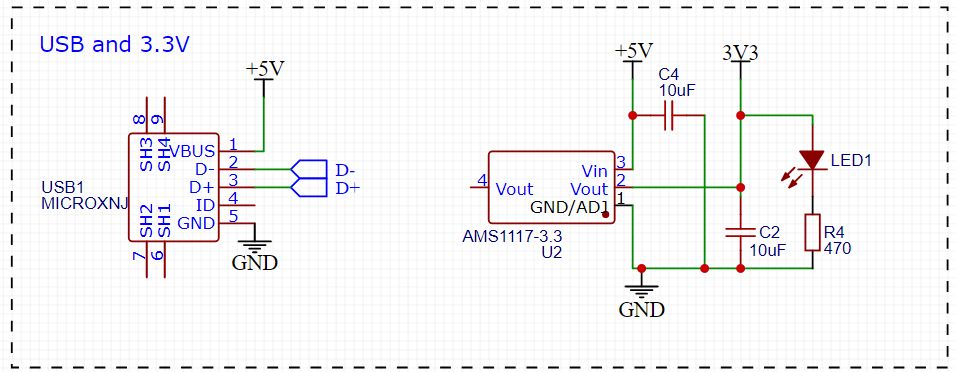 USB and 3.3V
+5V
8
9
SH3
SH4
VBUS 1
D- 2
D+ 3
ID 4
GND 5
SH2
SH1
7
6
USB1
MICROXNJ
D-
D+
GND
+5V
3V3
C4
10uF
Vin 3
4 Vout Vout 2
GND/ADJ 1
AMS1117-3.3
U2
LED1
C2
10uF
R4
470
GND